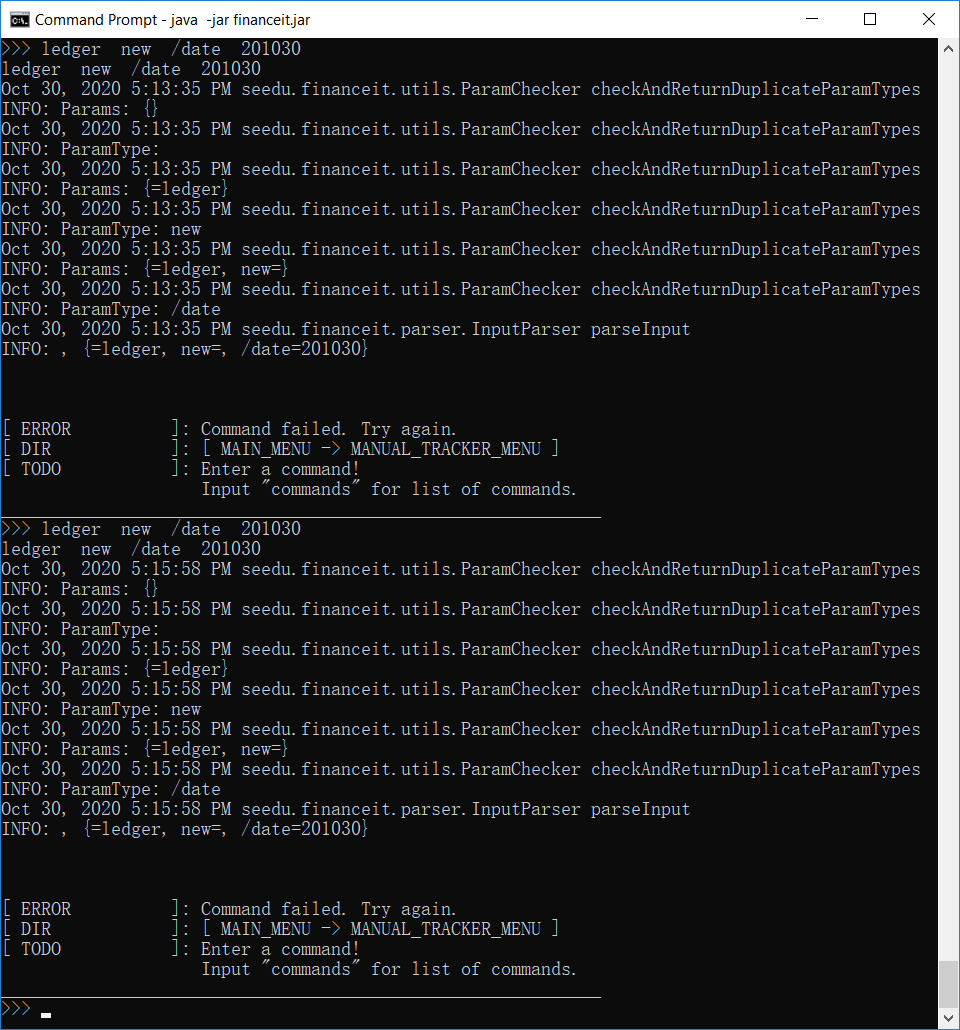 Command Prompt - java  -jar financeit.jar
>>> ledger  new  /date  201030
ledger  new  /date  201030
Oct 30, 2020 5:13:35 PM seedu.financeit.utils.ParamChecker checkAndReturnDuplicateParamTypes
INFO: Params: {}
Oct 30, 2020 5:13:35 PM seedu.financeit.utils.ParamChecker checkAndReturnDuplicateParamTypes
INFO: ParamType:
Oct 30, 2020 5:13:35 PM seedu.financeit.utils.ParamChecker checkAndReturnDuplicateParamTypes
INFO: Params: {=ledger}
Oct 30, 2020 5:13:35 PM seedu.financeit.utils.ParamChecker checkAndReturnDuplicateParamTypes
INFO: ParamType: new
Oct 30, 2020 5:13:35 PM seedu.financeit.utils.ParamChecker checkAndReturnDuplicateParamTypes
INFO: Params: {=ledger, new=}
Oct 30, 2020 5:13:35 PM seedu.financeit.utils.ParamChecker checkAndReturnDuplicateParamTypes
INFO: ParamType: /date
Oct 30, 2020 5:13:35 PM seedu.financeit.parser.InputParser parseInput
INFO: , {=ledger, new=, /date=201030}
[ ERROR          ]: Command failed. Try again.
[ DIR            ]: [ MAIN_MENU -> MANUAL_TRACKER_MENU ]
[ TODO           ]: Enter a command!
                    Input "commands" for list of commands.
____________________________________________________________
>>> ledger  new  /date  201030
ledger  new  /date  201030
Oct 30, 2020 5:15:58 PM seedu.financeit.utils.ParamChecker checkAndReturnDuplicateParamTypes
INFO: Params: {}
Oct 30, 2020 5:15:58 PM seedu.financeit.utils.ParamChecker checkAndReturnDuplicateParamTypes
INFO: ParamType:
Oct 30, 2020 5:15:58 PM seedu.financeit.utils.ParamChecker checkAndReturnDuplicateParamTypes
INFO: Params: {=ledger}
Oct 30, 2020 5:15:58 PM seedu.financeit.utils.ParamChecker checkAndReturnDuplicateParamTypes
INFO: ParamType: new
Oct 30, 2020 5:15:58 PM seedu.financeit.utils.ParamChecker checkAndReturnDuplicateParamTypes
INFO: Params: {=ledger, new=}
Oct 30, 2020 5:15:58 PM seedu.financeit.utils.ParamChecker checkAndReturnDuplicateParamTypes
INFO: ParamType: /date
Oct 30, 2020 5:15:58 PM seedu.financeit.parser.InputParser parseInput
INFO: , {=ledger, new=, /date=201030}
[ ERROR          ]: Command failed. Try again.
[ DIR            ]: [ MAIN_MENU -> MANUAL_TRACKER_MENU ]
[ TODO           ]: Enter a command!
                    Input "commands" for list of commands.
____________________________________________________________
>>> _